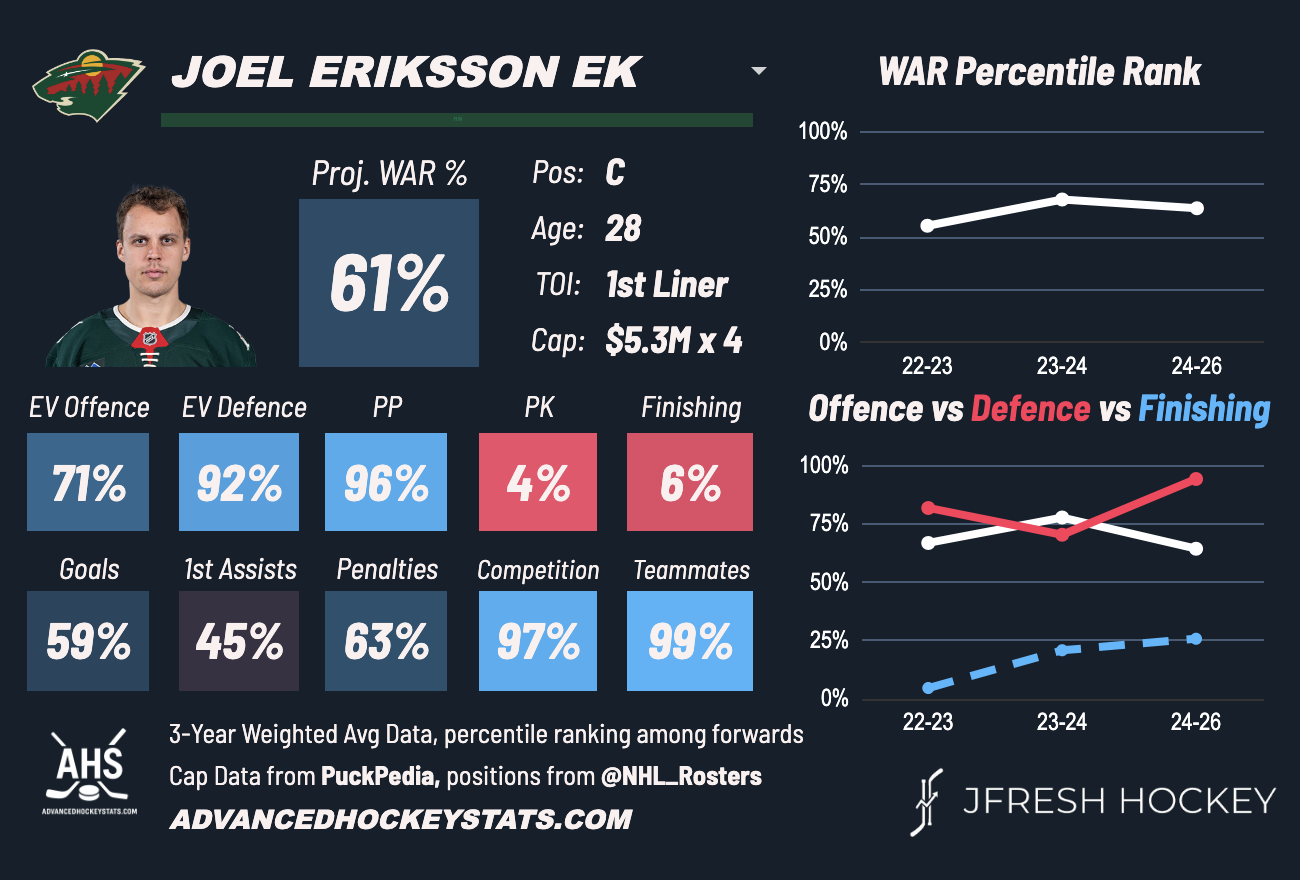 JOEL ERIKSSON EK
Proj. WAR %
61%
Pos: C
Age: 28
TOI: 1st Liner
Cap: $5.3M x 4
EV Offence EV Defence PP PK Finishing
71% 92% 96% 4% 6%
Goals 1st Assists Penalties Competition Teammates
59% 45% 63% 97% 99%
WAR Percentile Rank
100%
75%
50%
25%
0%
22-23 23-24 24-26
Offence vs Defence vs Finishing
100%
75%
50%
25%
0%
22-23 23-24 24-26
AHS
ADVANCEDHOCKEYSTATS.COM
3-Year Weighted Avg Data, percentile ranking among forwards
Cap Data from PuckPedia, positions from @NHL_Rosters
ADVANCEDHOCKEYSTATS.COM
JFRESH HOCKEY